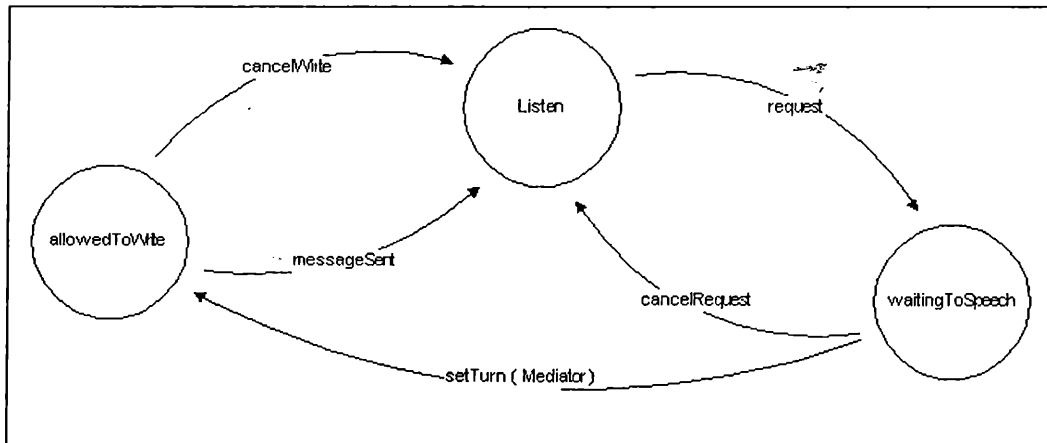 cancelWrite
Listen
request
allowedToWrite
messageSent
cancelRequest
waitingToSpeech
setTurn ( Mediator)